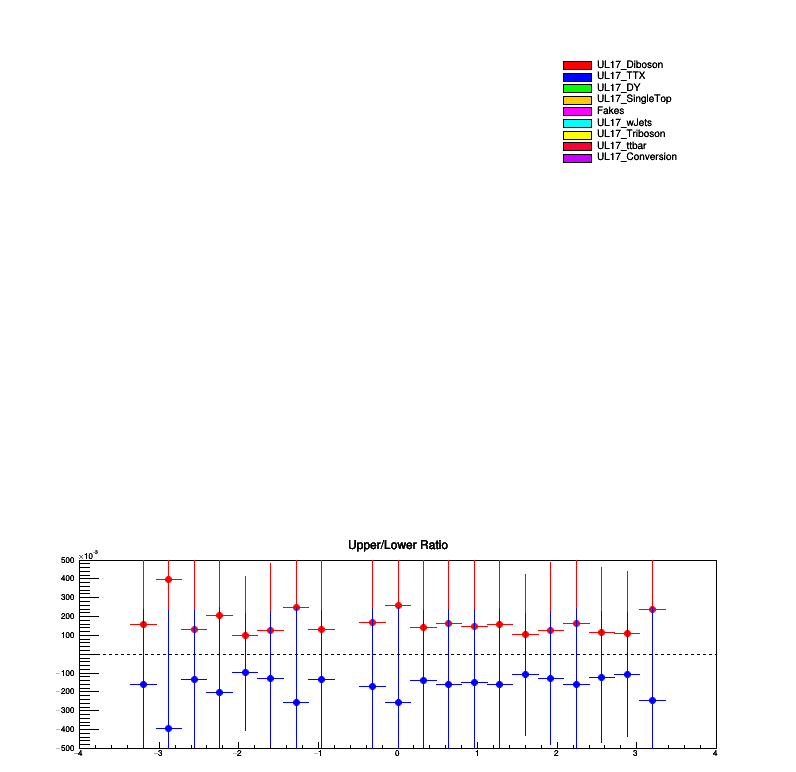 UL17_Diboson
UL17_TTX
UL17_DY
UL17_SingleTop
Fakes
UL17_wJets
UL17_Triboson
UL17_ttbar
UL17_Conversion
Upper/Lower Ratio
×10⁻³
500
400
300
200
100
−100
−200
−300
−400
−500
−4 −3 −2 −1 0 1 2 3 4